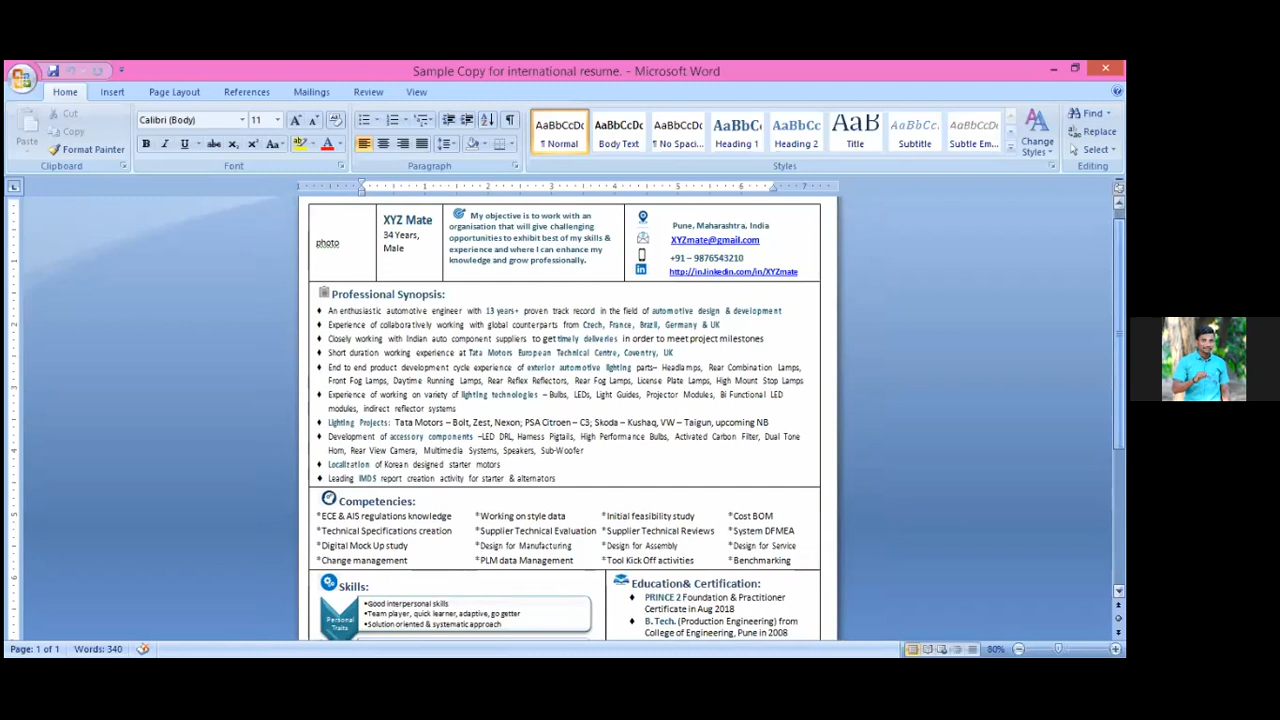 Sample Copy for international resume. - Microsoft Word
Home Insert Page Layout References Mailings Review View
Paste
Cut
Copy
Format Painter
Clipboard
Calibri (Body) 11
Font
Paragraph
AaBbCcDc AaBbCcDc AaBbCcDc AaBbC AaBbCc AaB AaBbCc. AaBbCcDc
¶ Normal Body Text ¶ No Spaci... Heading 1 Heading 2 Title Subtitle Subtle Em...
Change Styles
Styles
Find
Replace
Select
Editing
photo
XYZ Mate
34 Years,
Male
My objective is to work with an
organisation that will give challenging
opportunities to exhibit best of my skills &
experience and where I can enhance my
knowledge and grow professionally.
Pune, Maharashtra, India
XYZmate@gmail.com
+91 – 9876543210
http://in.linkedin.com/in/XYZmate
Professional Synopsis:
An enthusiastic automotive engineer with 13 years+ proven track record in the field of automotive design & development
Experience of collaboratively working with global counterparts from Czech, France, Brazil, Germany & UK
Closely working with Indian auto component suppliers to get timely deliveries in order to meet project milestones
Short duration working experience at Tata Motors European Technical Centre, Coventry, UK
End to end product development cycle experience of exterior automotive lighting parts– Headlamps, Rear Combination Lamps,
Front Fog Lamps, Daytime Running Lamps, Rear Reflex Reflectors, Rear Fog Lamps, License Plate Lamps, High Mount Stop Lamps
Experience of working on variety of lighting technologies – Bulbs, LEDs, Light Guides, Projector Modules, Bi Functional LED
modules, indirect reflector systems
Lighting Projects: Tata Motors – Bolt, Zest, Nexon; PSA Citroen – C3; Skoda – Kushaq, VW – Taigun, upcoming NB
Development of accessory components –LED DRL, Harness Pigtails, High Performance Bulbs, Activated Carbon Filter, Dual Tone
Horn, Rear View Camera, Multimedia Systems, Speakers, Sub-Woofer
Localization of Korean designed starter motors
Leading IMDS report creation activity for starter & alternators
Competencies:
*ECE & AIS regulations knowledge *Working on style data *Initial feasibility study *Cost BOM
*Technical Specifications creation *Supplier Technical Evaluation *Supplier Technical Reviews *System DFMEA
*Digital Mock Up study *Design for Manufacturing *Design for Assembly *Design for Service
*Change management *PLM data Management *Tool Kick Off activities *Benchmarking
Skills:
Personal
Traits
•Good interpersonal skills
•Team player, quick learner, adaptive, go getter
•Solution oriented & systematic approach
Education& Certification:
PRINCE 2 Foundation & Practitioner
Certificate in Aug 2018
B. Tech. (Production Engineering) from
College of Engineering, Pune in 2008
Page: 1 of 1 Words: 340 80%